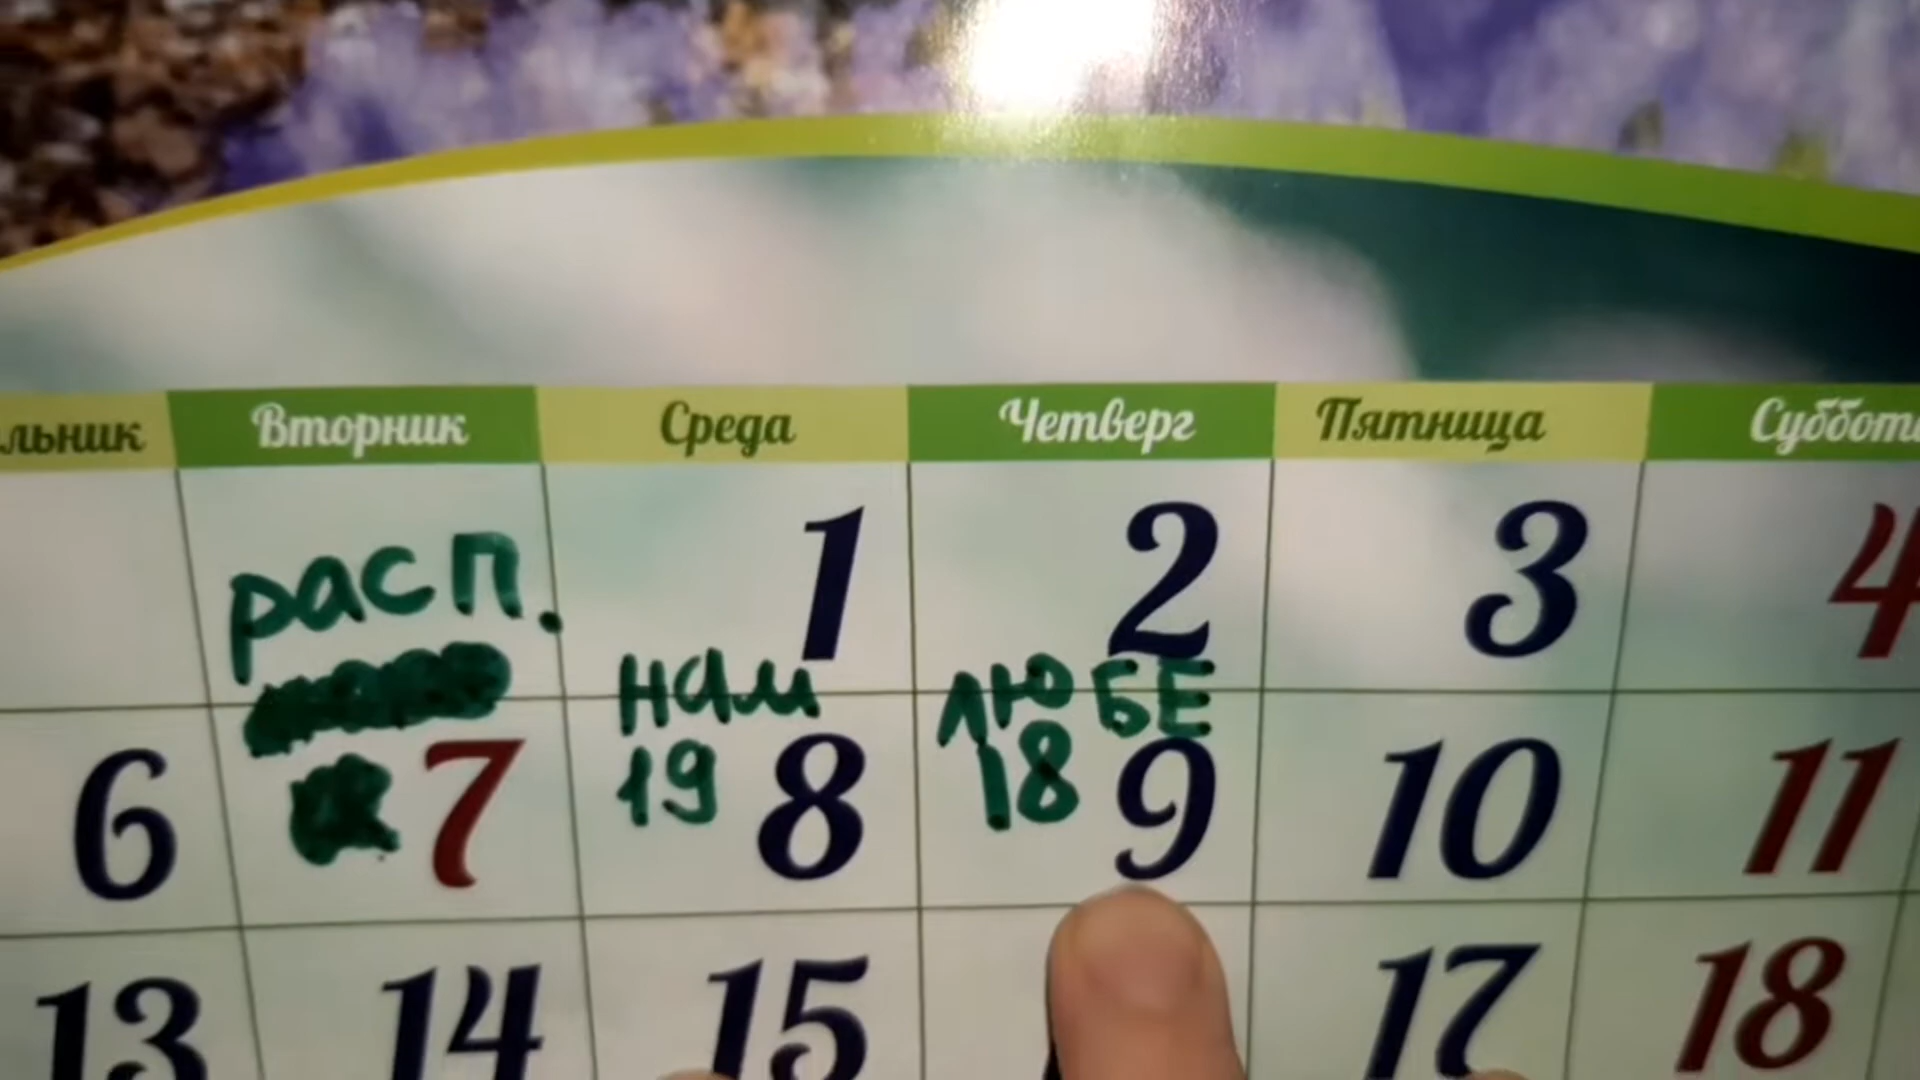 льник Вторник Среда Четверг Пятница Суббот
расп. 1 2 3 4
нам любе
6 7 19 8 18 9 10 11
13 14 15 17 18